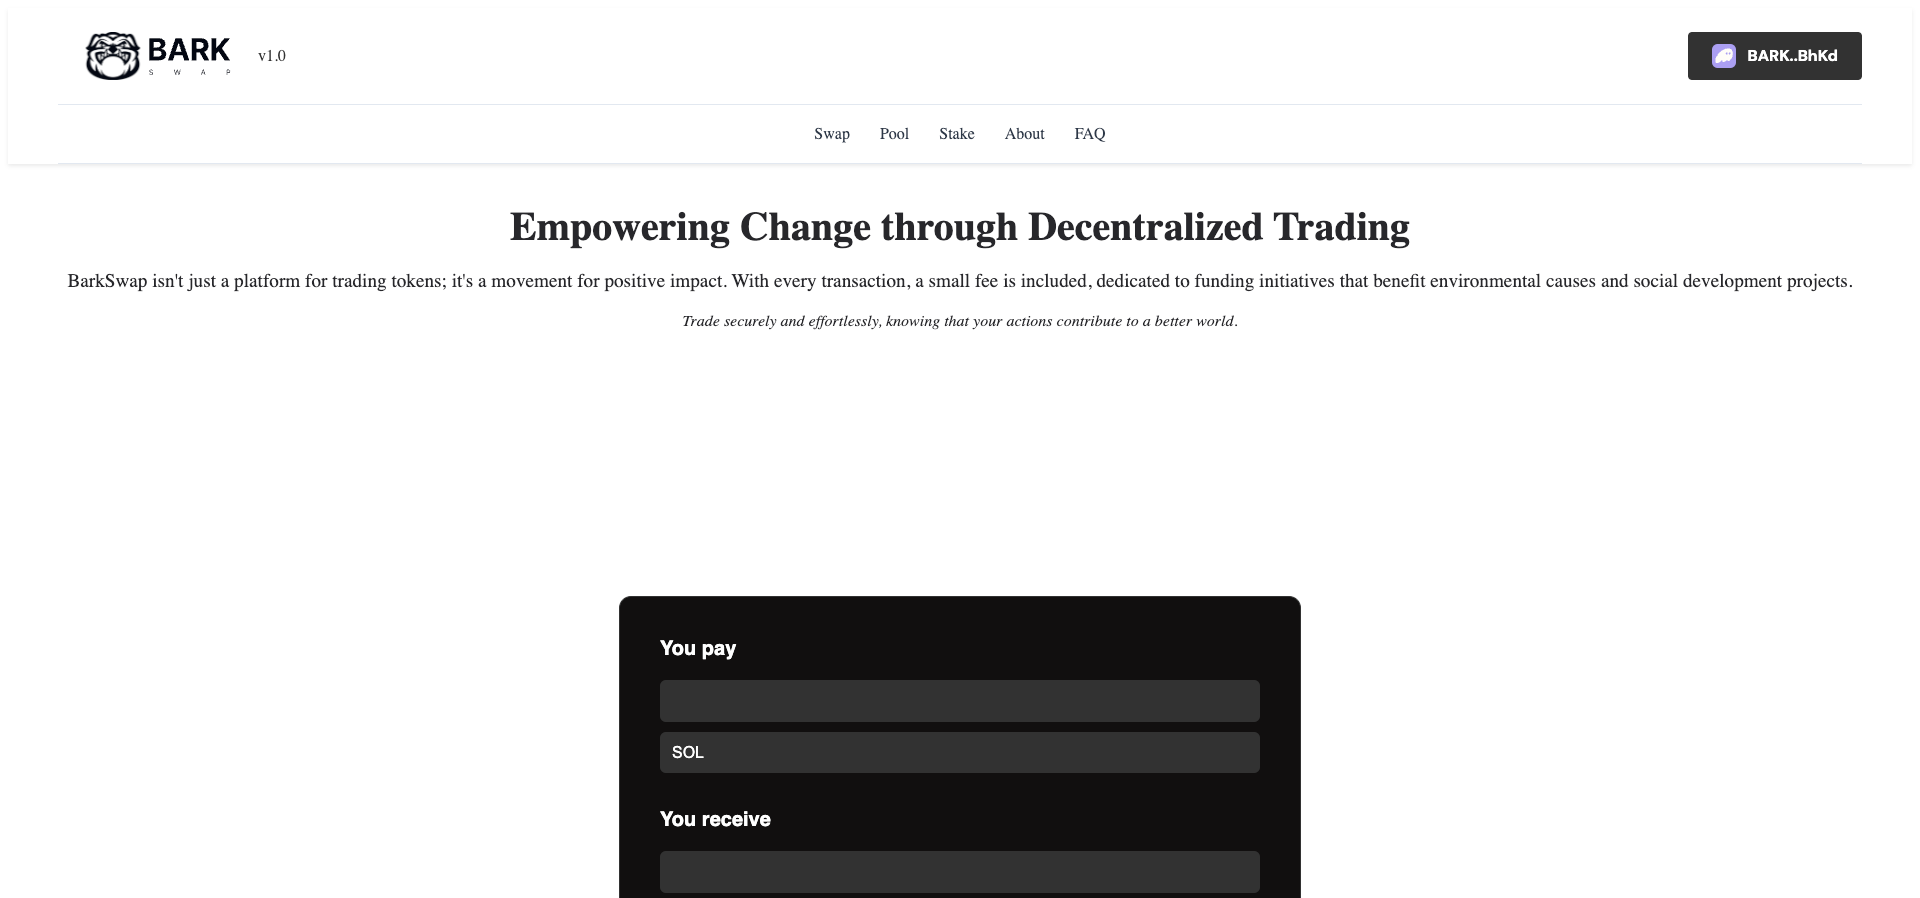 BARK
SWAP
v1.0
BARK..BhKd
Swap Pool Stake About FAQ
Empowering Change through Decentralized Trading
BarkSwap isn't just a platform for trading tokens; it's a movement for positive impact. With every transaction, a small fee is included, dedicated to funding initiatives that benefit environmental causes and social development projects.
Trade securely and effortlessly, knowing that your actions contribute to a better world.
You pay
SOL
You receive